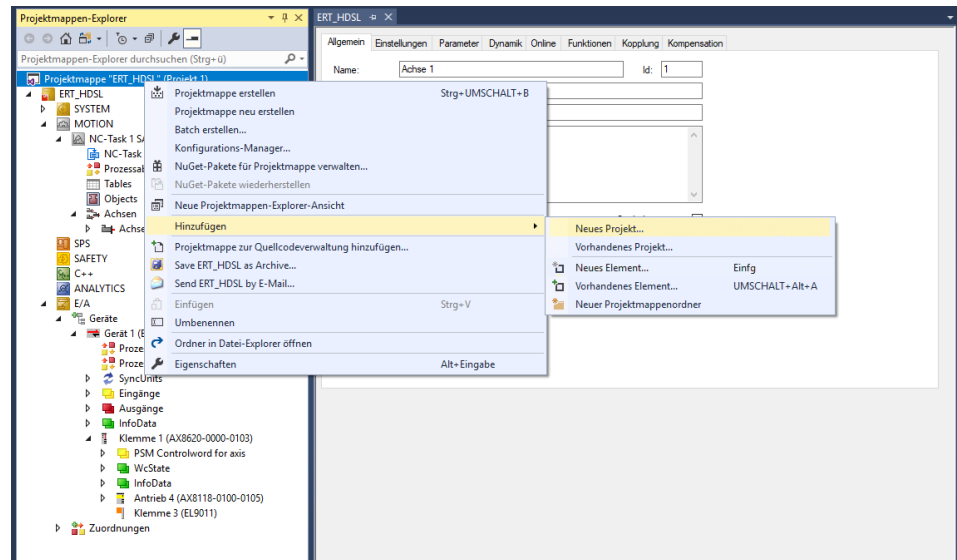 Projektmappen-Explorer
Projektmappen-Explorer durchsuchen (Strg+ü)
Projektmappe "ERT_HDSL" (Projekt 1)
ERT_HDSL
SYSTEM
MOTION
NC-Task 1 SA
NC-Task
Prozessab
Tables
Objects
Achsen
Achse
SPS
SAFETY
C++
ANALYTICS
E/A
Geräte
Gerät 1 (E
Proze
Proze
SyncUnits
Eingänge
Ausgänge
InfoData
Klemme 1 (AX8620-0000-0103)
PSM Controlword for axis
WcState
InfoData
Antrieb 4 (AX8118-0100-0105)
Klemme 3 (EL9011)
Zuordnungen
Projektmappe erstellen Strg+UMSCHALT+B
Projektmappe neu erstellen
Batch erstellen...
Konfigurations-Manager...
NuGet-Pakete für Projektmappe verwalten...
NuGet-Pakete wiederherstellen
Neue Projektmappen-Explorer-Ansicht
Hinzufügen
Projektmappe zur Quellcodeverwaltung hinzufügen...
Save ERT_HDSL as Archive...
Send ERT_HDSL by E-Mail...
Einfügen Strg+V
Umbenennen
Ordner in Datei-Explorer öffnen
Eigenschaften Alt+Eingabe
Neues Projekt...
Vorhandenes Projekt...
Neues Element... Einfg
Vorhandenes Element... UMSCHALT+Alt+A
Neuer Projektmappenordner
ERT_HDSL
Allgemein Einstellungen Parameter Dynamik Online Funktionen Kopplung Kompensation
Name: Achse 1 Id: 1